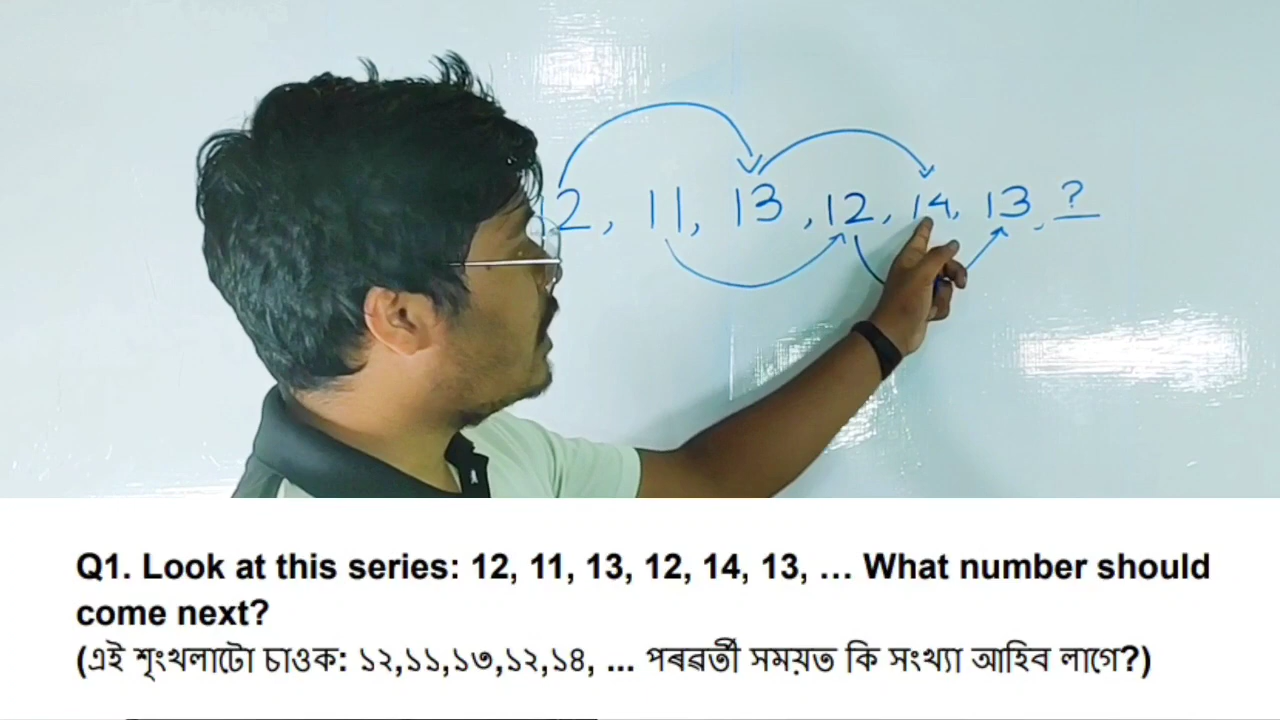 12, 11, 13, 12, 14, 13, ?
Q1. Look at this series: 12, 11, 13, 12, 14, 13, … What number should
come next?
(এই শৃংখলাটো চাওক: ১২,১১,১৩,১২,১৪, ... পৰৱৰ্তী সময়ত কি সংখ্যা আহিব লাগে?)